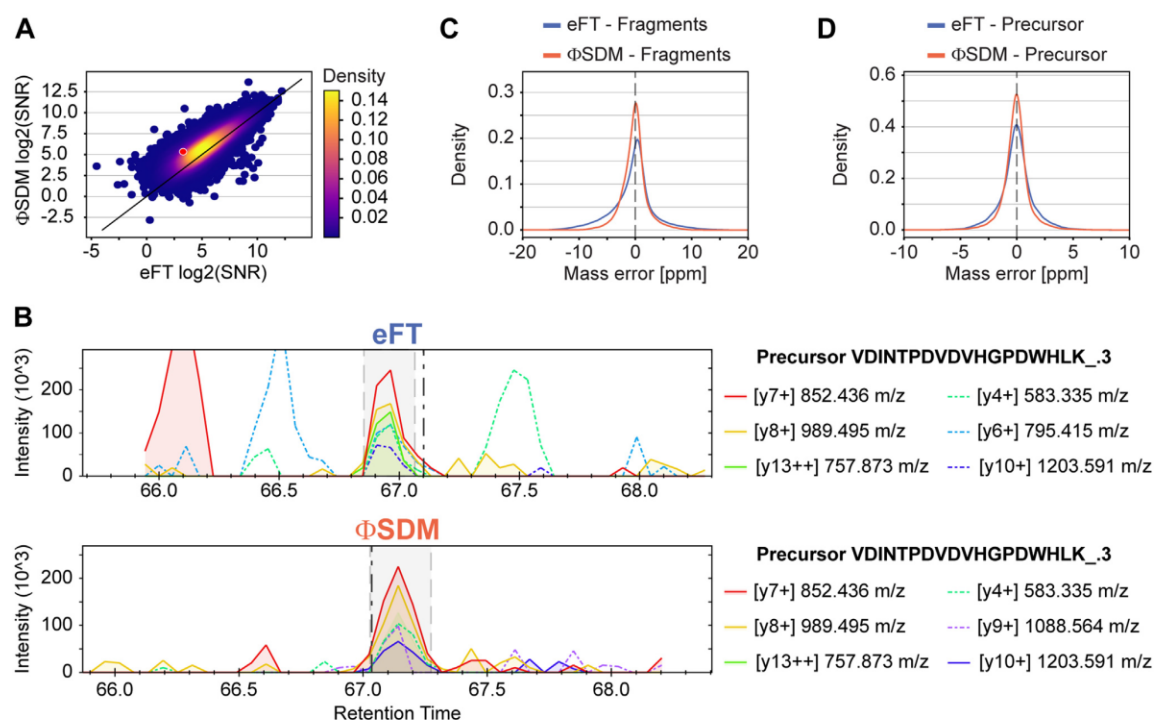 A
ΦSDM log2(SNR)
12.5
10.0
7.5
5.0
2.5
0.0
-2.5
-5
0
5
10
eFT log2(SNR)
Density
0.14
0.12
0.10
0.08
0.06
0.04
0.02
C
eFT - Fragments
ΦSDM - Fragments
Density
0.3
0.2
0.1
0.0
-20
-10
0
10
20
Mass error [ppm]
D
eFT - Precursor
ΦSDM - Precursor
Density
0.6
0.4
0.2
0.0
-10
-5
0
5
10
Mass error [ppm]
B
eFT
Intensity (10^3)
200
100
0
66.0
66.5
67.0
67.5
68.0
Precursor VDINTPDVDVHGPDWHLK_.3
[y7+] 852.436 m/z
[y4+] 583.335 m/z
[y8+] 989.495 m/z
[y6+] 795.415 m/z
[y13++] 757.873 m/z
[y10+] 1203.591 m/z
ΦSDM
Intensity (10^3)
200
100
0
66.0
66.5
67.0
67.5
68.0
Retention Time
Precursor VDINTPDVDVHGPDWHLK_.3
[y7+] 852.436 m/z
[y4+] 583.335 m/z
[y8+] 989.495 m/z
[y9+] 1088.564 m/z
[y13++] 757.873 m/z
[y10+] 1203.591 m/z